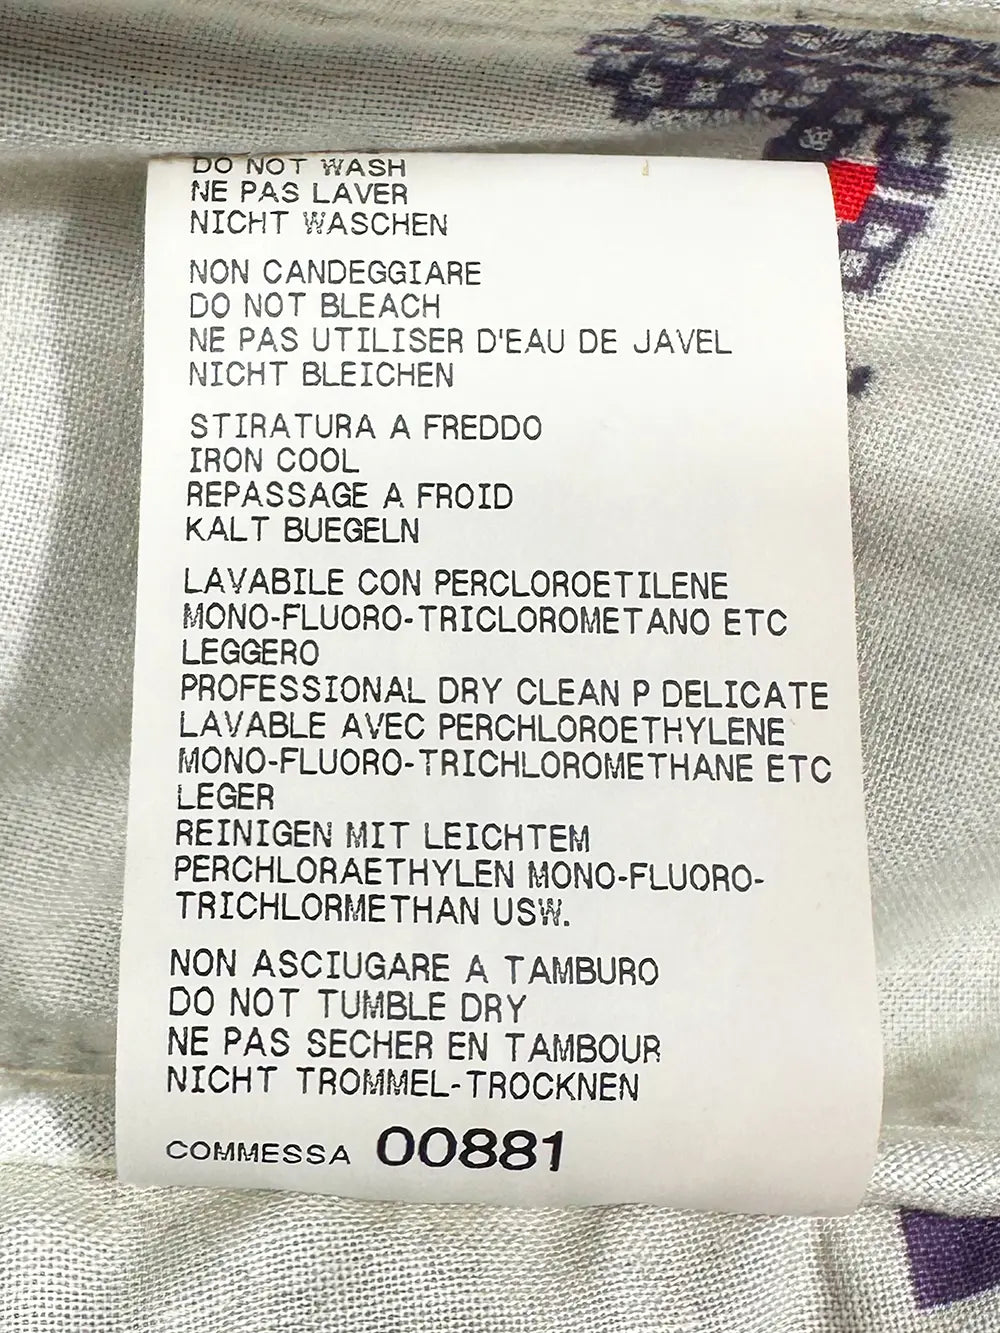 DO NOT WASH
NE PAS LAVER
NICHT WASCHEN
NON CANDEGGIARE
DO NOT BLEACH
NE PAS UTILISER D'EAU DE JAVEL
NICHT BLEICHEN
STIRATURA A FREDDO
IRON COOL
REPASSAGE A FROID
KALT BUEGELN
LAVABILE CON PERCLOROETILENE
MONO-FLUORO-TRICLOROMETANO ETC
LEGGERO
PROFESSIONAL DRY CLEAN P DELICATE
LAVABLE AVEC PERCHLOROETHYLENE
MONO-FLUORO-TRICHLOROMETHANE ETC
LEGER
REINIGEN MIT LEICHTEM
PERCHLORAETHYLEN MONO-FLUORO-
TRICHLORMETHAN USW.
NON ASCIUGARE A TAMBURO
DO NOT TUMBLE DRY
NE PAS SECHER EN TAMBOUR
NICHT TROMMEL-TROCKNEN
COMMESSA 00881